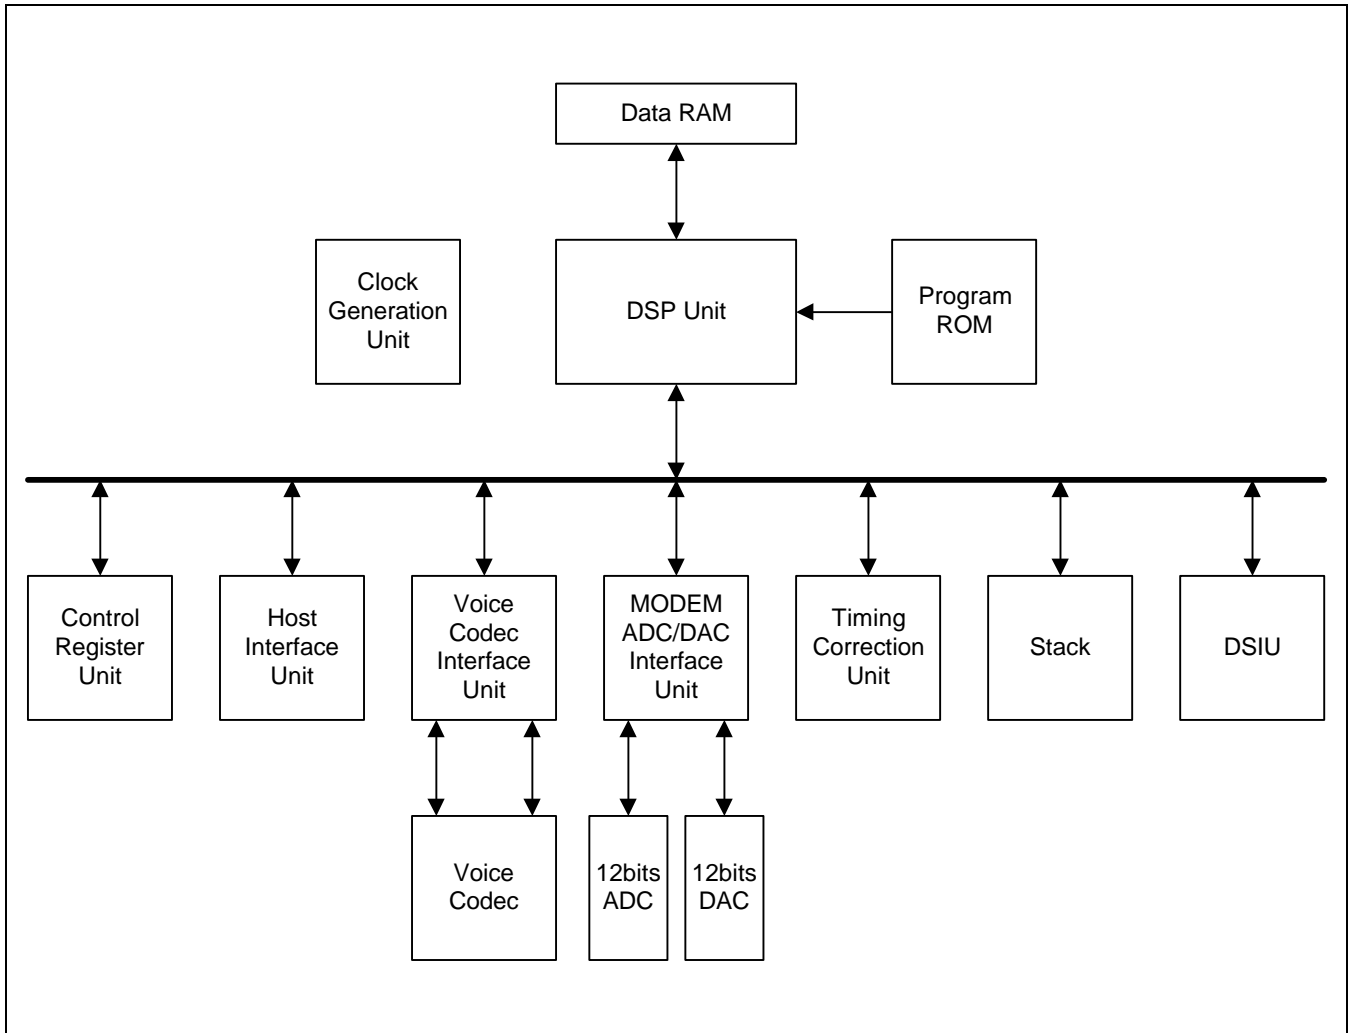 Data RAM
Clock
Generation
Unit
DSP Unit
Program
ROM
Control
Register
Unit
Host
Interface
Unit
Voice
Codec
Interface
Unit
MODEM
ADC/DAC
Interface
Unit
Timing
Correction
Unit
Stack
DSIU
Voice
Codec
12bits
ADC
12bits
DAC